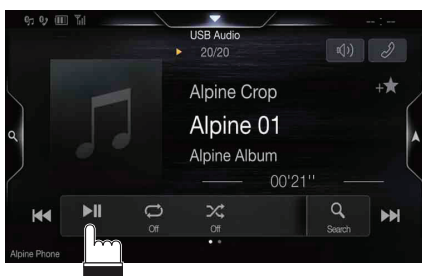 -- : --
USB Audio
20/20
Alpine Crop
Alpine 01
Alpine Album
00'21''
Off
Off
Search
Alpine Phone